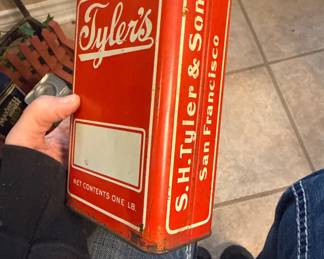 Tyler's
NET CONTENTS ONE LB.
S.H.Tyler & Son
San Francisco